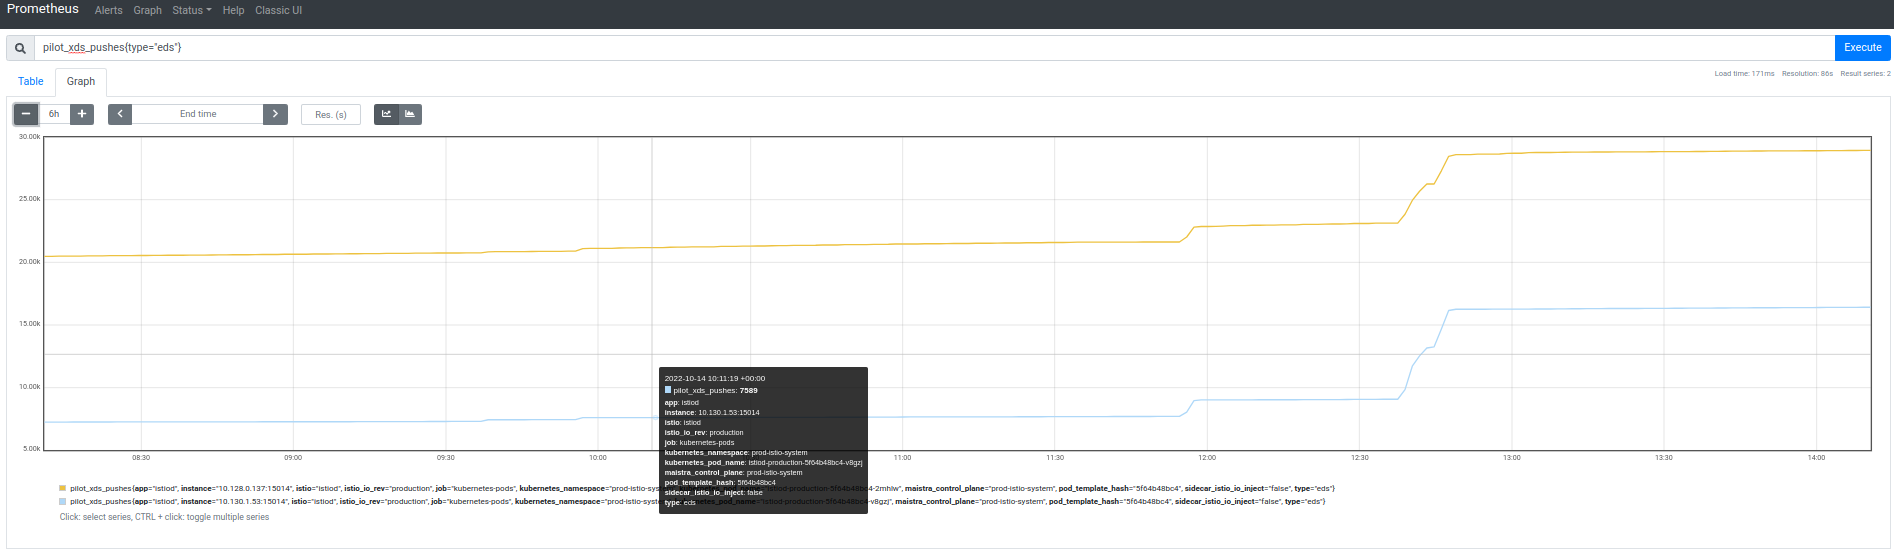 Prometheus Alerts Graph Status Help Classic UI
pilot_xds_pushes{type="eds"} Execute
Table Graph Load time: 171ms Resolution: 86s Result series: 2
6h End time Res. (s)
30.00k
25.00k
20.00k
15.00k
10.00k
5.00k
08:30 09:00 09:30 10:00 11:00 11:30 12:00 12:30 13:00 13:30 14:00
2022-10-14 10:11:19 +00:00
pilot_xds_pushes: 7589
app: istiod
instance: 10.130.1.53:15014
istio: istiod
istio_io_rev: production
job: kubernetes-pods
kubernetes_namespace: prod-istio-system
kubernetes_pod_name: istiod-production-5f64b48bc4-v8gzj
maistra_control_plane: prod-istio-system
pod_template_hash: 5f64b48bc4
sidecar_istio_io_inject: false
type: eds
pilot_xds_pushes{app="istiod", instance="10.128.0.137:15014", istio="istiod", istio_io_rev="production", job="kubernetes-pods", kubernetes_namespace="prod-istio-system", kubernetes_pod_name="istiod-production-5f64b48bc4-2mhlw", maistra_control_plane="prod-istio-system", pod_template_hash="5f64b48bc4", sidecar_istio_io_inject="false", type="eds"}
pilot_xds_pushes{app="istiod", instance="10.130.1.53:15014", istio="istiod", istio_io_rev="production", job="kubernetes-pods", kubernetes_namespace="prod-istio-system", kubernetes_pod_name="istiod-production-5f64b48bc4-v8gzj", maistra_control_plane="prod-istio-system", pod_template_hash="5f64b48bc4", sidecar_istio_io_inject="false", type="eds"}
Click: select series, CTRL + click: toggle multiple series